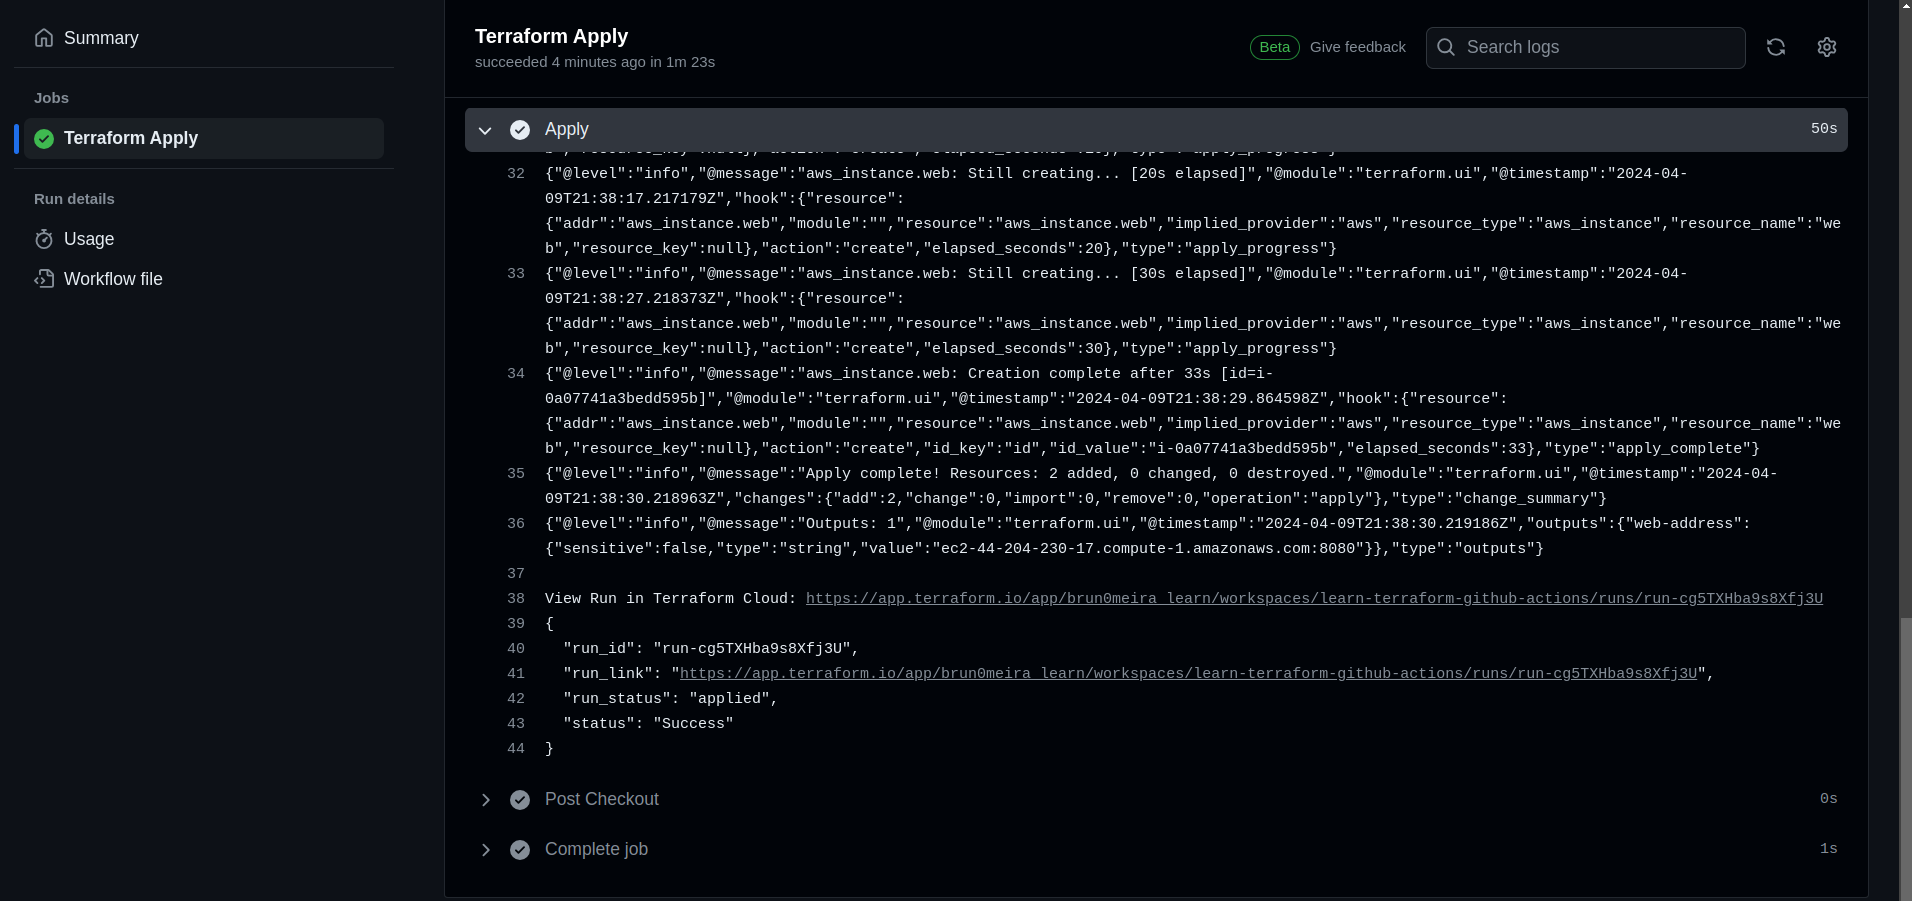 Summary
Jobs
Terraform Apply
Run details
Usage
Workflow file
Terraform Apply
succeeded 4 minutes ago in 1m 23s
Beta Give feedback
Search logs
Apply 50s
b","resource_key":null},"action":"create","elapsed_seconds":10},"type":"apply_progress"}
32 {"@level":"info","@message":"aws_instance.web: Still creating... [20s elapsed]","@module":"terraform.ui","@timestamp":"2024-04-
09T21:38:17.217179Z","hook":{"resource":
{"addr":"aws_instance.web","module":"","resource":"aws_instance.web","implied_provider":"aws","resource_type":"aws_instance","resource_name":"we
b","resource_key":null},"action":"create","elapsed_seconds":20},"type":"apply_progress"}
33 {"@level":"info","@message":"aws_instance.web: Still creating... [30s elapsed]","@module":"terraform.ui","@timestamp":"2024-04-
09T21:38:27.218373Z","hook":{"resource":
{"addr":"aws_instance.web","module":"","resource":"aws_instance.web","implied_provider":"aws","resource_type":"aws_instance","resource_name":"we
b","resource_key":null},"action":"create","elapsed_seconds":30},"type":"apply_progress"}
34 {"@level":"info","@message":"aws_instance.web: Creation complete after 33s [id=i-
0a07741a3bedd595b]","@module":"terraform.ui","@timestamp":"2024-04-09T21:38:29.864598Z","hook":{"resource":
{"addr":"aws_instance.web","module":"","resource":"aws_instance.web","implied_provider":"aws","resource_type":"aws_instance","resource_name":"we
b","resource_key":null},"action":"create","id_key":"id","id_value":"i-0a07741a3bedd595b","elapsed_seconds":33},"type":"apply_complete"}
35 {"@level":"info","@message":"Apply complete! Resources: 2 added, 0 changed, 0 destroyed.","@module":"terraform.ui","@timestamp":"2024-04-
09T21:38:30.218963Z","changes":{"add":2,"change":0,"import":0,"remove":0,"operation":"apply"},"type":"change_summary"}
36 {"@level":"info","@message":"Outputs: 1","@module":"terraform.ui","@timestamp":"2024-04-09T21:38:30.219186Z","outputs":{"web-address":
{"sensitive":false,"type":"string","value":"ec2-44-204-230-17.compute-1.amazonaws.com:8080"}},"type":"outputs"}
37
38 View Run in Terraform Cloud: https://app.terraform.io/app/brun0meira_learn/workspaces/learn-terraform-github-actions/runs/run-cg5TXHba9s8Xfj3U
39 {
40 "run_id": "run-cg5TXHba9s8Xfj3U",
41 "run_link": "https://app.terraform.io/app/brun0meira_learn/workspaces/learn-terraform-github-actions/runs/run-cg5TXHba9s8Xfj3U",
42 "run_status": "applied",
43 "status": "Success"
44 }
Post Checkout 0s
Complete job 1s